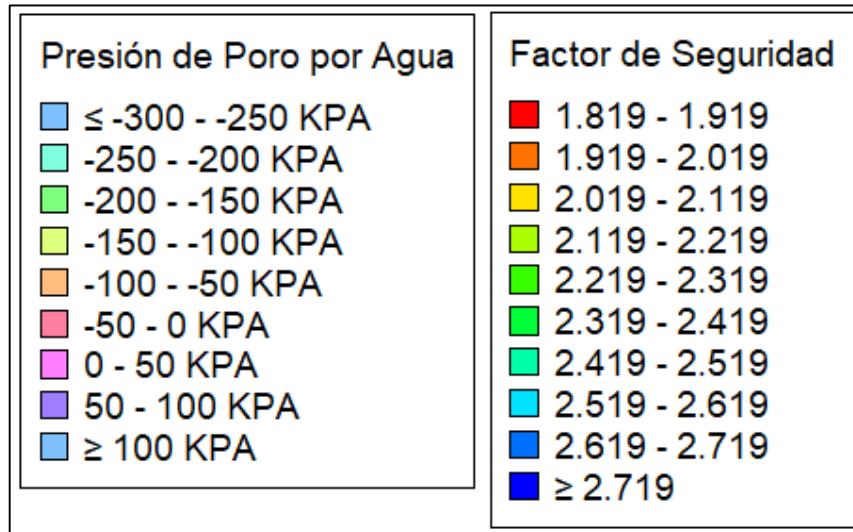 Presión de Poro por Agua
≤ -300 - -250 KPA
-250 - -200 KPA
-200 - -150 KPA
-150 - -100 KPA
-100 - -50 KPA
-50 - 0 KPA
0 - 50 KPA
50 - 100 KPA
≥ 100 KPA
Factor de Seguridad
1.819 - 1.919
1.919 - 2.019
2.019 - 2.119
2.119 - 2.219
2.219 - 2.319
2.319 - 2.419
2.419 - 2.519
2.519 - 2.619
2.619 - 2.719
≥ 2.719